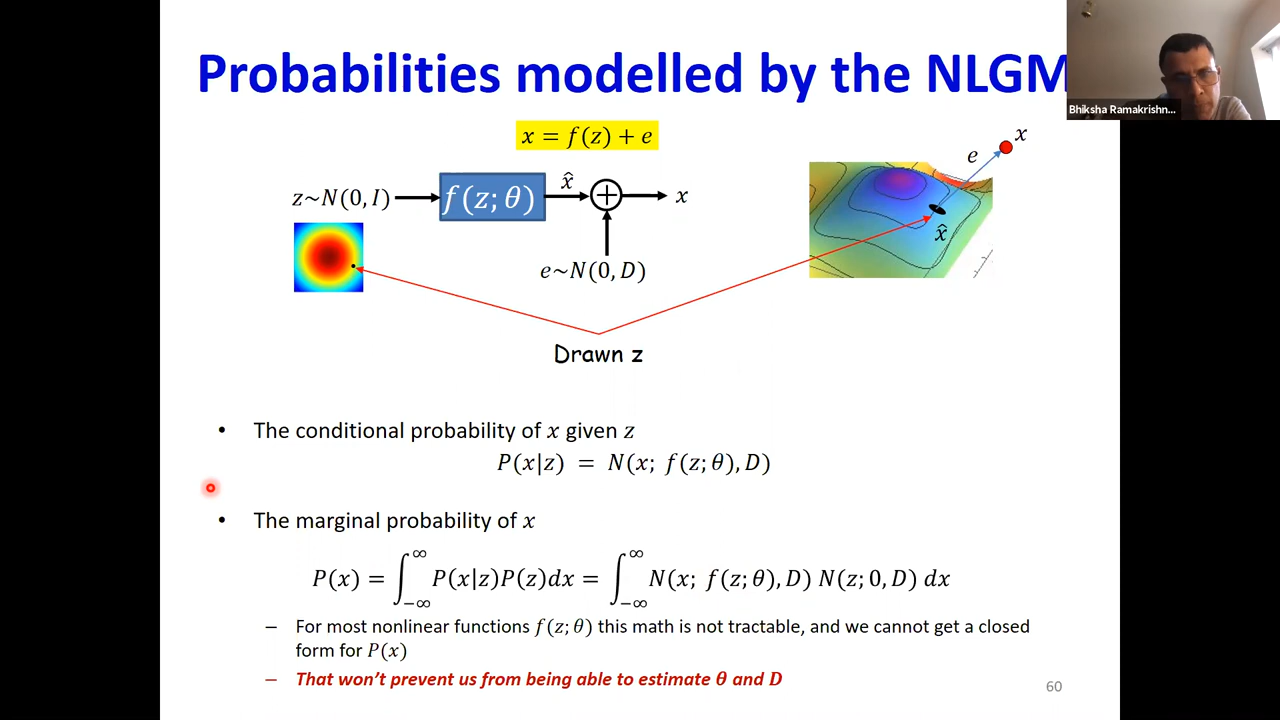 Probabilities modelled by the NLGM
Bhiksha Ramakrishn...
x = f(z) + e
z~N(0, I)
f(z; θ)
x̂
x
e~N(0, D)
x
e
x̂
Drawn z
• The conditional probability of x given z
P(x|z) = N(x; f(z; θ), D)
• The marginal probability of x
P(x) = ∫_{−∞}^{∞} P(x|z)P(z)dx = ∫_{−∞}^{∞} N(x; f(z; θ), D) N(z; 0, D) dx
– For most nonlinear functions f(z; θ) this math is not tractable, and we cannot get a closed
form for P(x)
– That won't prevent us from being able to estimate θ and D
60